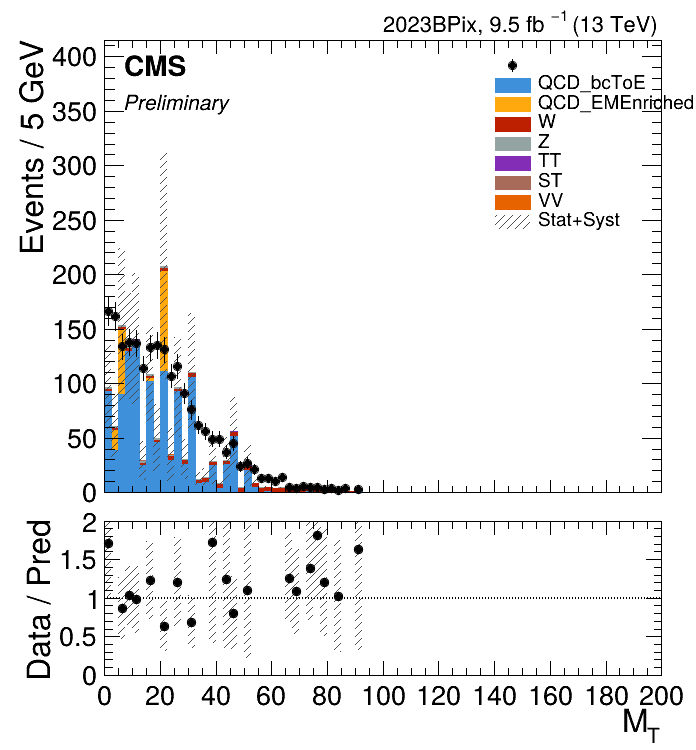 2023BPix, 9.5 fb⁻¹ (13 TeV)
Events / 5 GeV
400
350
300
250
200
150
100
50
0
CMS
Preliminary
QCD_bcToE
QCD_EMEnriched
W
Z
TT
ST
VV
Stat+Syst
Data / Pred
2
1.5
1
0.5
0
0 20 40 60 80 100 120 140 160 180 200
M_T